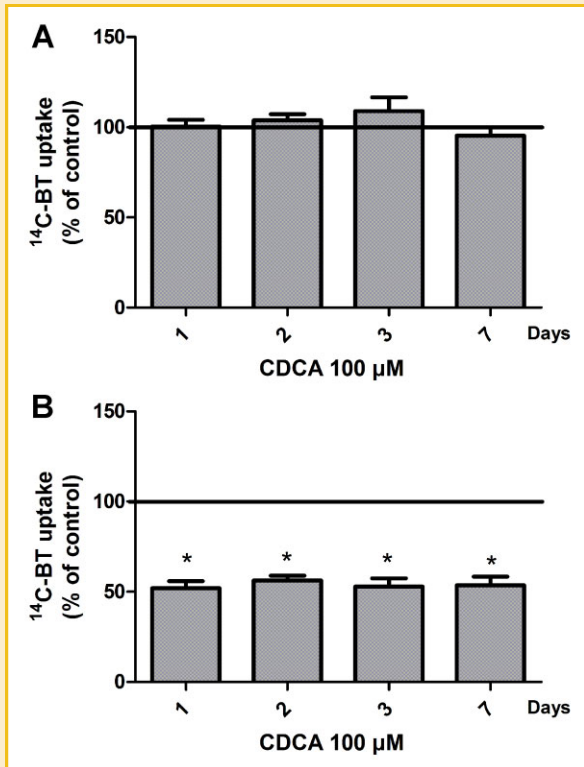 A
150
100
50
0
¹⁴C-BT uptake
(% of control)
1 2 3 7 Days
CDCA 100 µM
B
150
100
50
0
¹⁴C-BT uptake
(% of control)
* * * *
1 2 3 7 Days
CDCA 100 µM